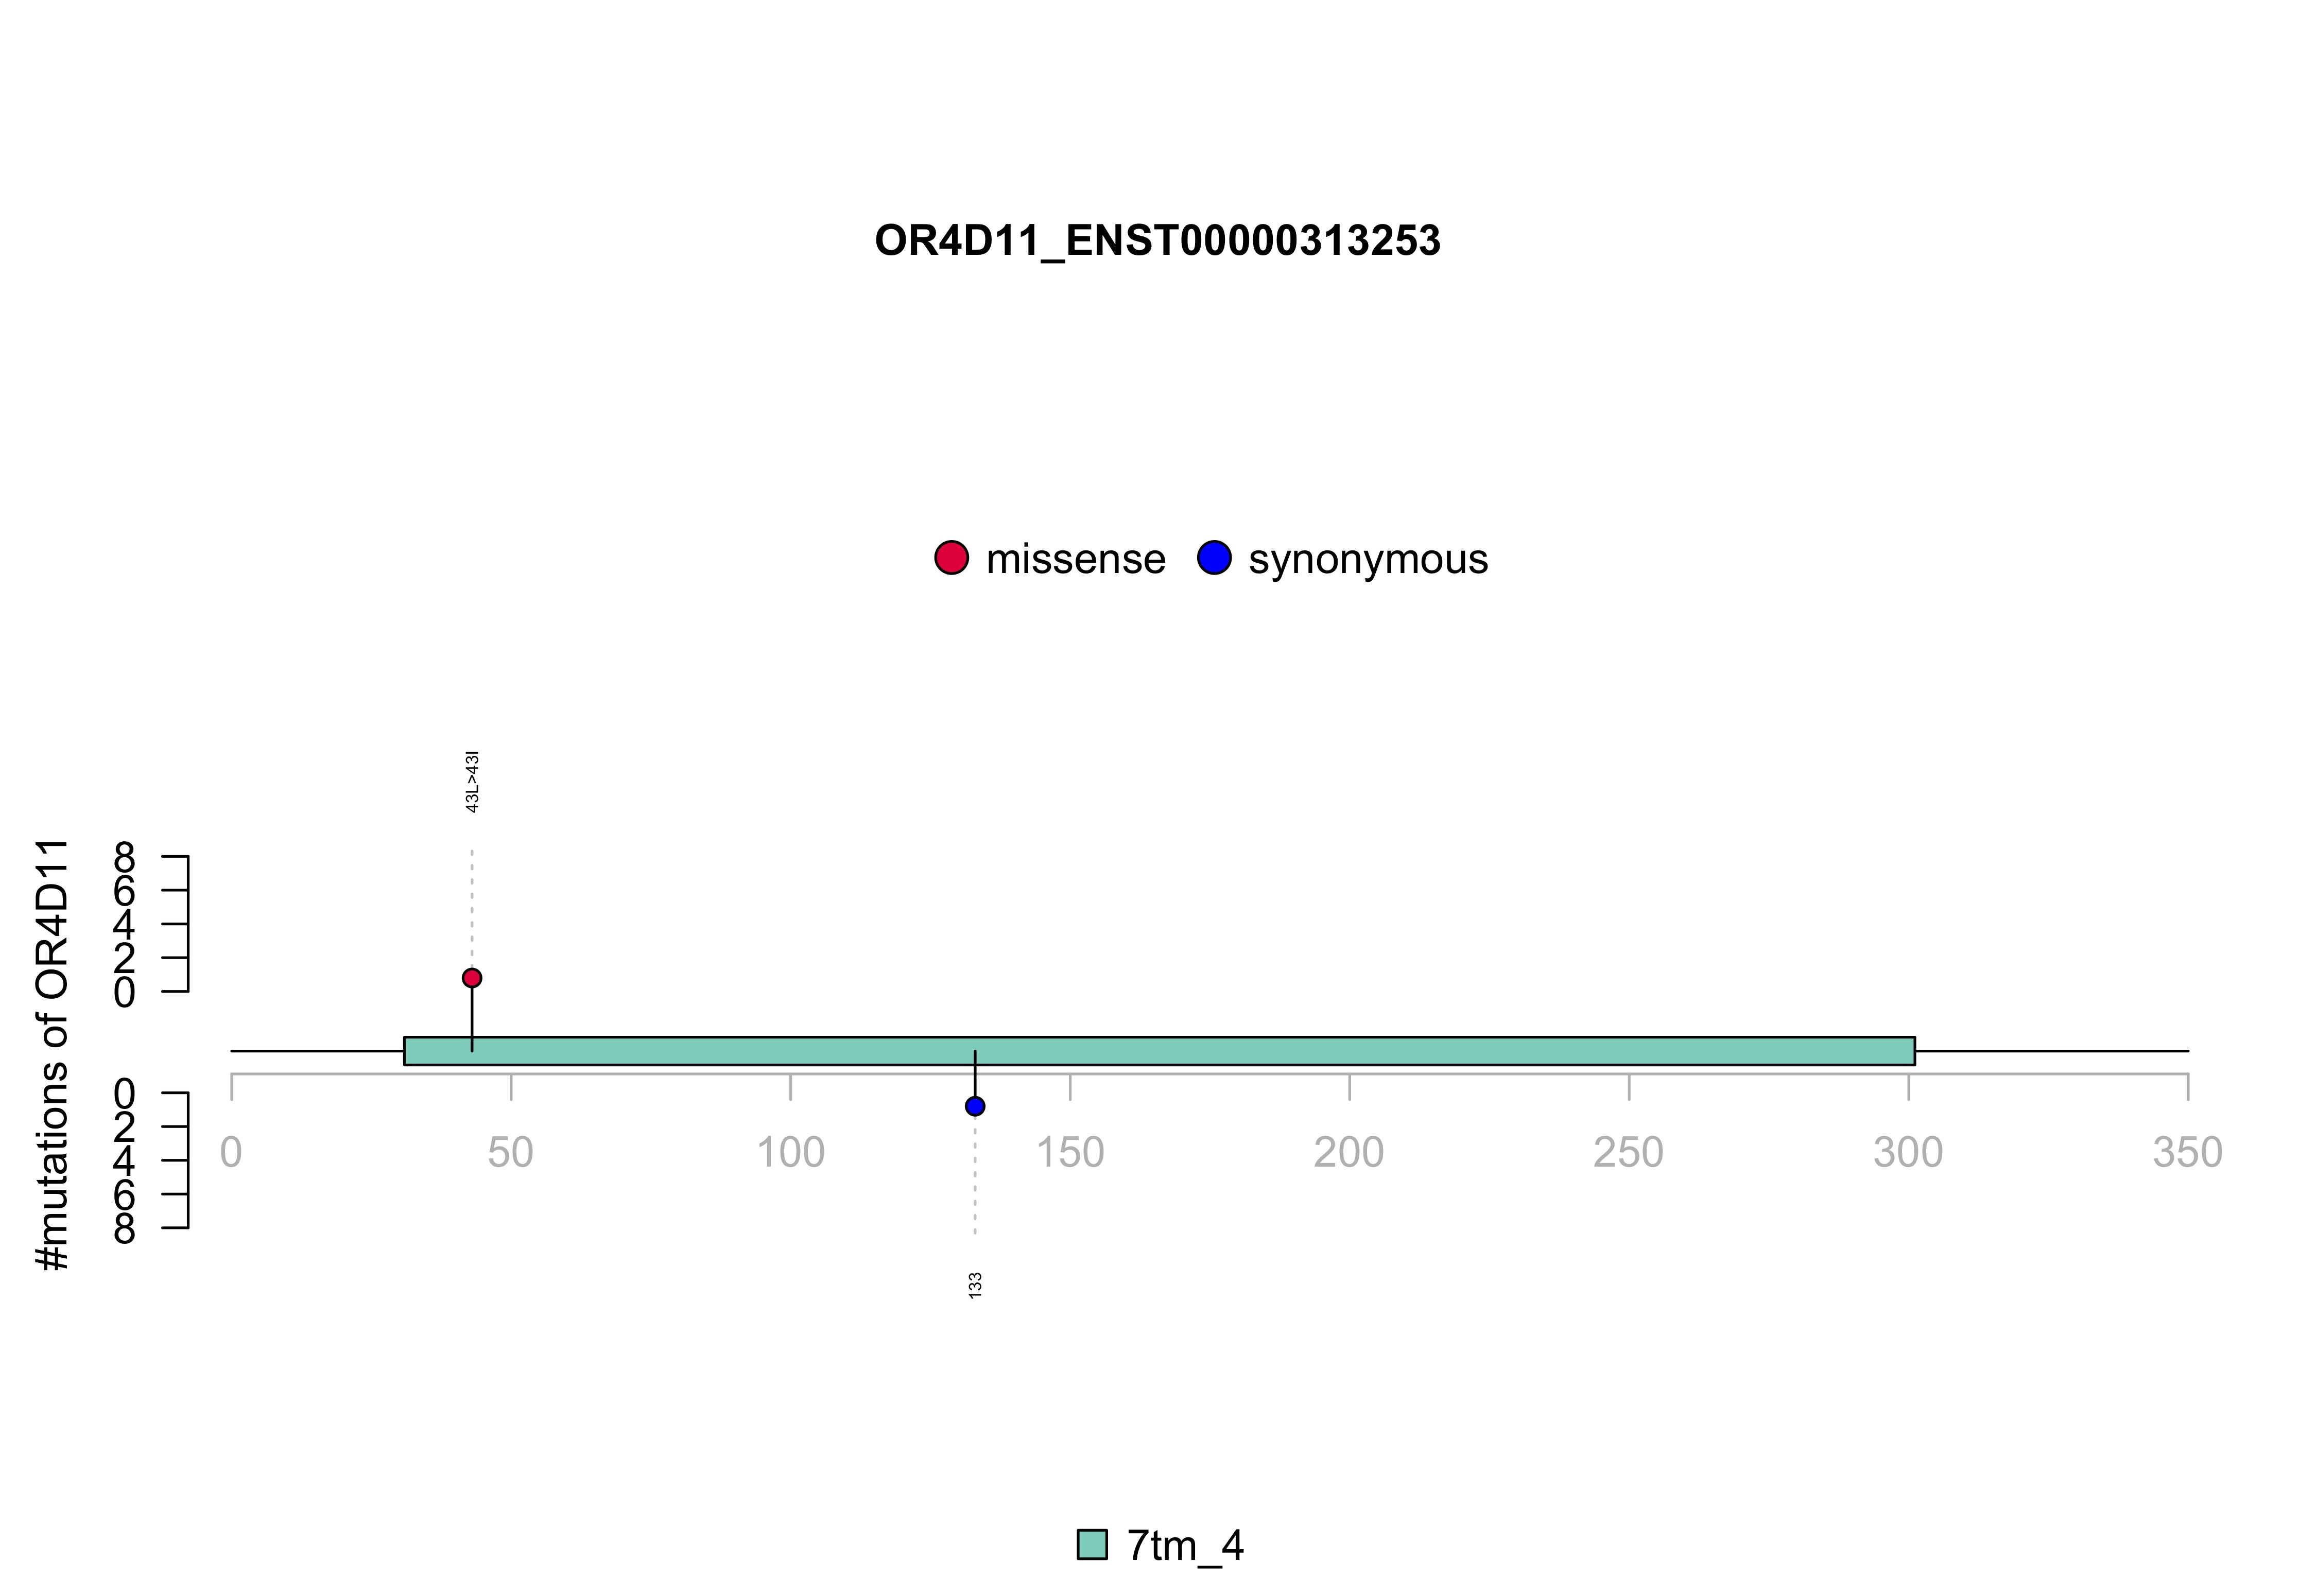 OR4D11_ENST00000313253
missense synonymous
43L>43I
#mutations of OR4D11
8
6
4
2
0
0
2
4
6
8
0 50 100 150 200 250 300 350
133
7tm_4